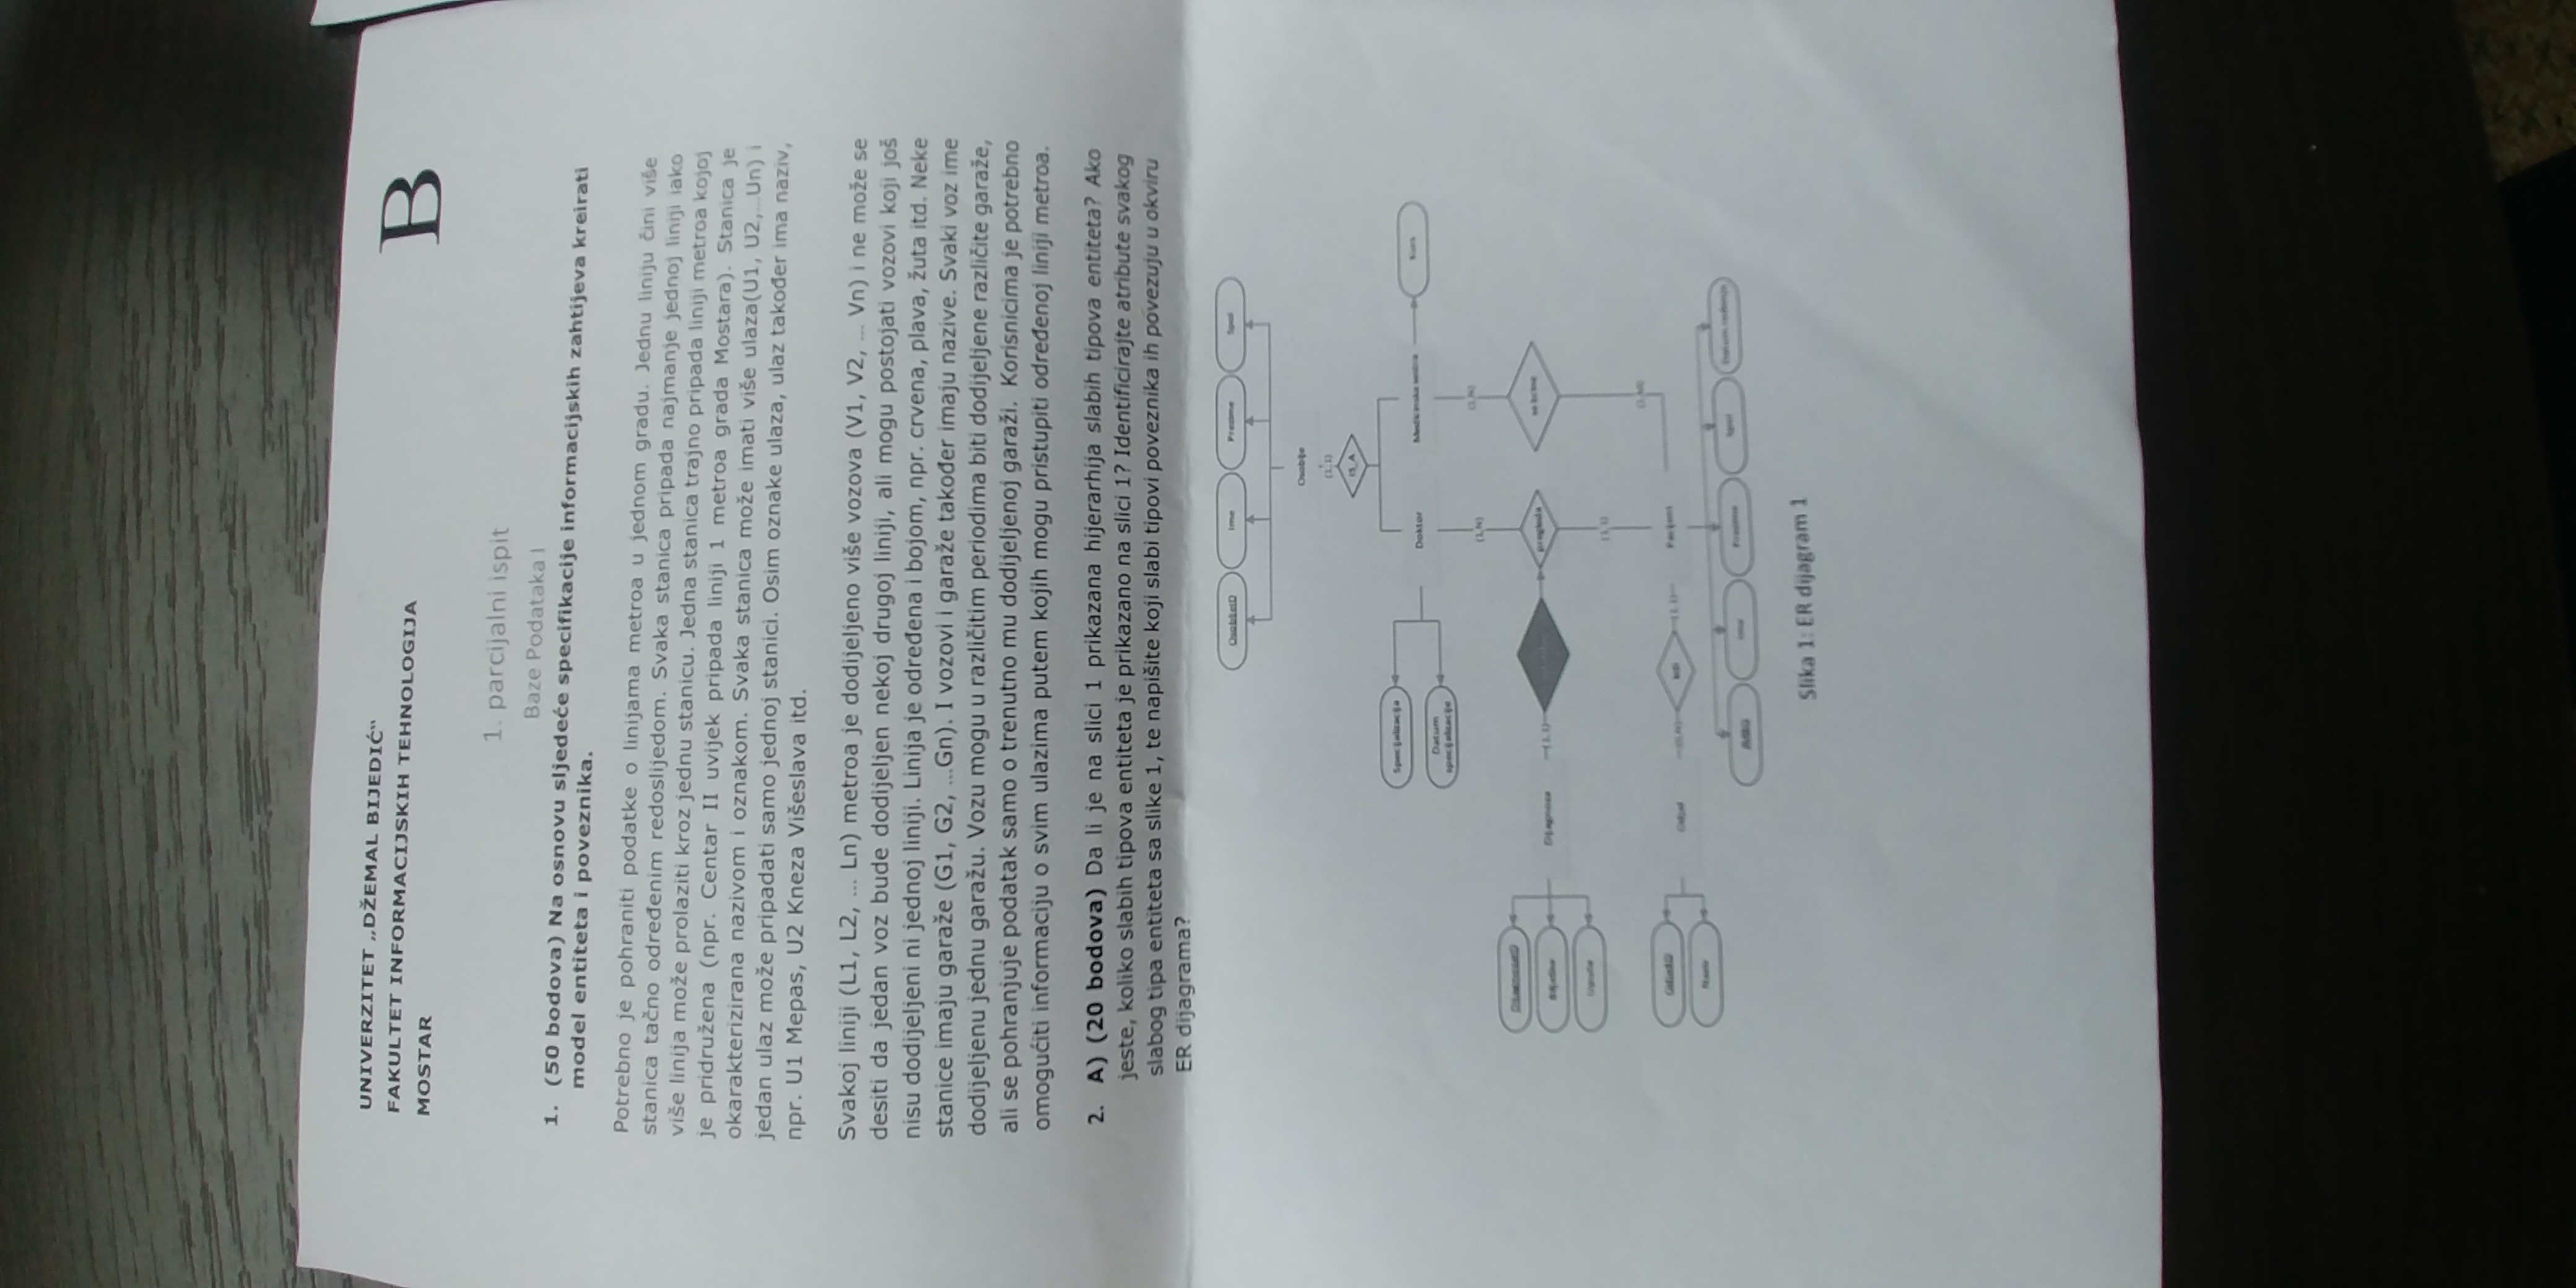 UNIVERZITET „DŽEMAL BIJEDIĆ“
FAKULTET INFORMACIJSKIH TEHNOLOGIJA
MOSTAR
B
1. parcijalni ispit
Baze Podataka I
1. (50 bodova) Na osnovu sljedeće specifikacije informacijskih zahtijeva kreirati
model entiteta i poveznika.
Potrebno je pohraniti podatke o linijama metroa u jednom gradu. Jednu liniju čini više
stanica tačno određenim redoslijedom. Svaka stanica pripada najmanje jednoj liniji iako
više linija može prolaziti kroz jednu stanicu. Jedna stanica trajno pripada liniji metroa kojoj
je pridružena (npr. Centar II uvijek pripada liniji 1 metroa grada Mostara). Stanica je
okarakterizirana nazivom i oznakom. Svaka stanica može imati više ulaza(U1, U2,...Un) i
jedan ulaz može pripadati samo jednoj stanici. Osim oznake ulaza, ulaz također ima naziv,
npr. U1 Mepas, U2 Kneza Višeslava itd.
Svakoj liniji (L1, L2, ... Ln) metroa je dodijeljeno više vozova (V1, V2, ... Vn) i ne može se
desiti da jedan voz bude dodijeljen nekoj drugoj liniji, ali mogu postojati vozovi koji još
nisu dodijeljeni ni jednoj liniji. Linija je određena i bojom, npr. crvena, plava, žuta itd. Neke
stanice imaju garaže (G1, G2, ...Gn). I vozovi i garaže također imaju nazive. Svaki voz ime
dodijeljenu jednu garažu. Vozu mogu u različitim periodima biti dodijeljene različite garaže,
ali se pohranjuje podatak samo o trenutno mu dodijeljenoj garaži. Korisnicima je potrebno
omogućiti informaciju o svim ulazima putem kojih mogu pristupiti određenoj liniji metroa.
2. A) (20 bodova) Da li je na slici 1 prikazana hijerarhija slabih tipova entiteta? Ako
jeste, koliko slabih tipova entiteta je prikazano na slici 1? Identificirajte atribute svakog
slabog tipa entiteta sa slike 1, te napišite koji slabi tipovi poveznika ih povezuju u okviru
ER dijagrama?
OsobljeID Ime Prezime Spol
Osoblje
(1,1)
IS_A
Specijalizacija
Doktor Medicinska sestra
Datum
specijalizacije
(1,N)
DijagnozaID
Dijagnoza (1,1) pregleda se brine
Uputa
OdjelID
Odjel
Pacijent
Naziv
Ime Prezime Spol Datum rođenja
Slika 1: ER dijagram 1